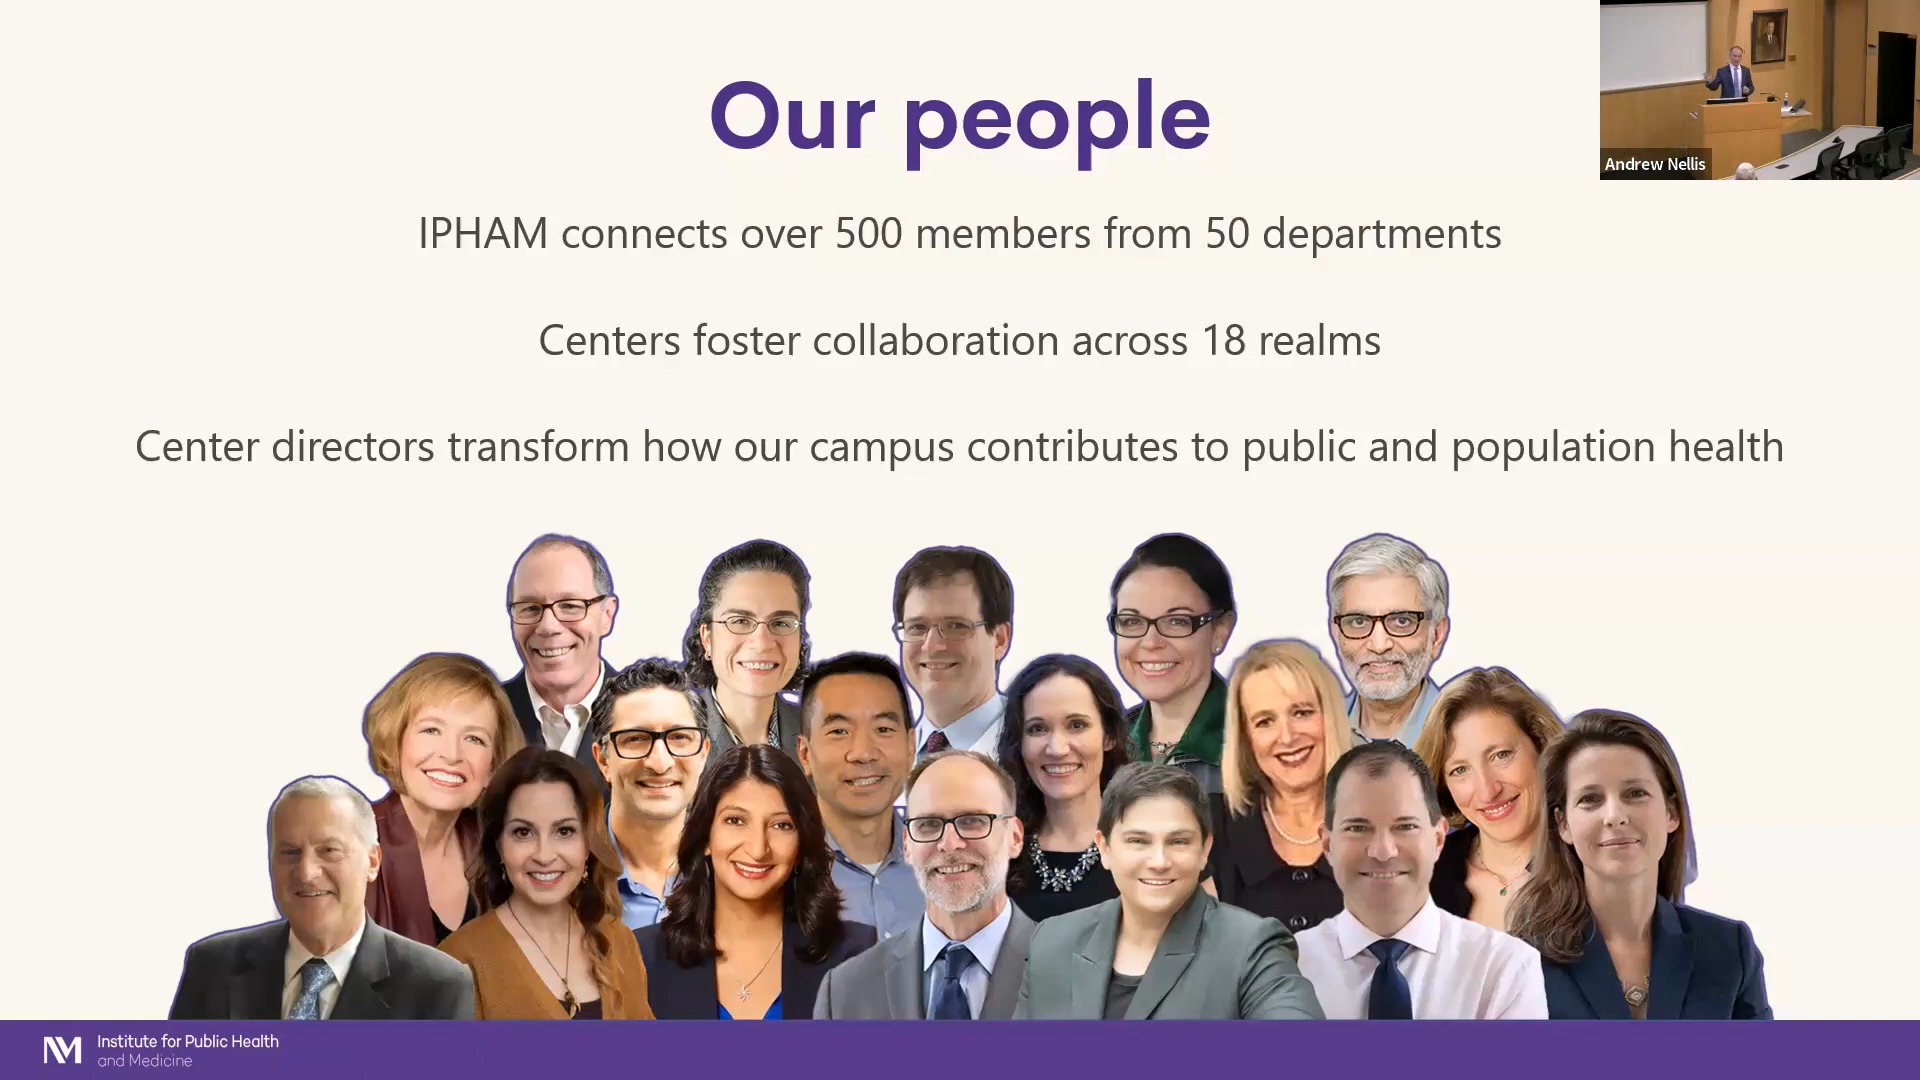 Our people
Andrew Nellis
IPHAM connects over 500 members from 50 departments
Centers foster collaboration across 18 realms
Center directors transform how our campus contributes to public and population health
NM
Institute for Public Health
and Medicine